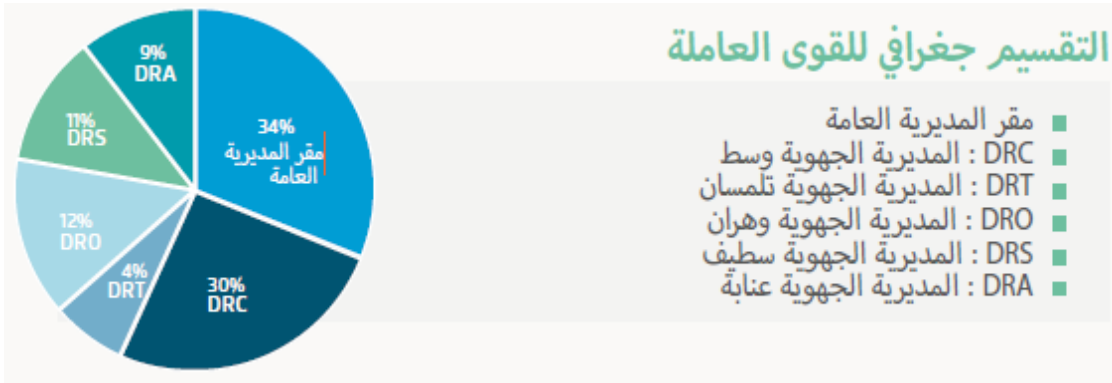 التقسيم جغرافي للقوى العاملة
مقر المديرية العامة
DRC : المديرية الجهوية وسط
DRT : المديرية الجهوية تلمسان
DRO : المديرية الجهوية وهران
DRS : المديرية الجهوية سطيف
DRA : المديرية الجهوية عنابة
34%
مقر المديرية
العامة
30%
DRC
4%
DRT
12%
DRO
11%
DRS
9%
DRA